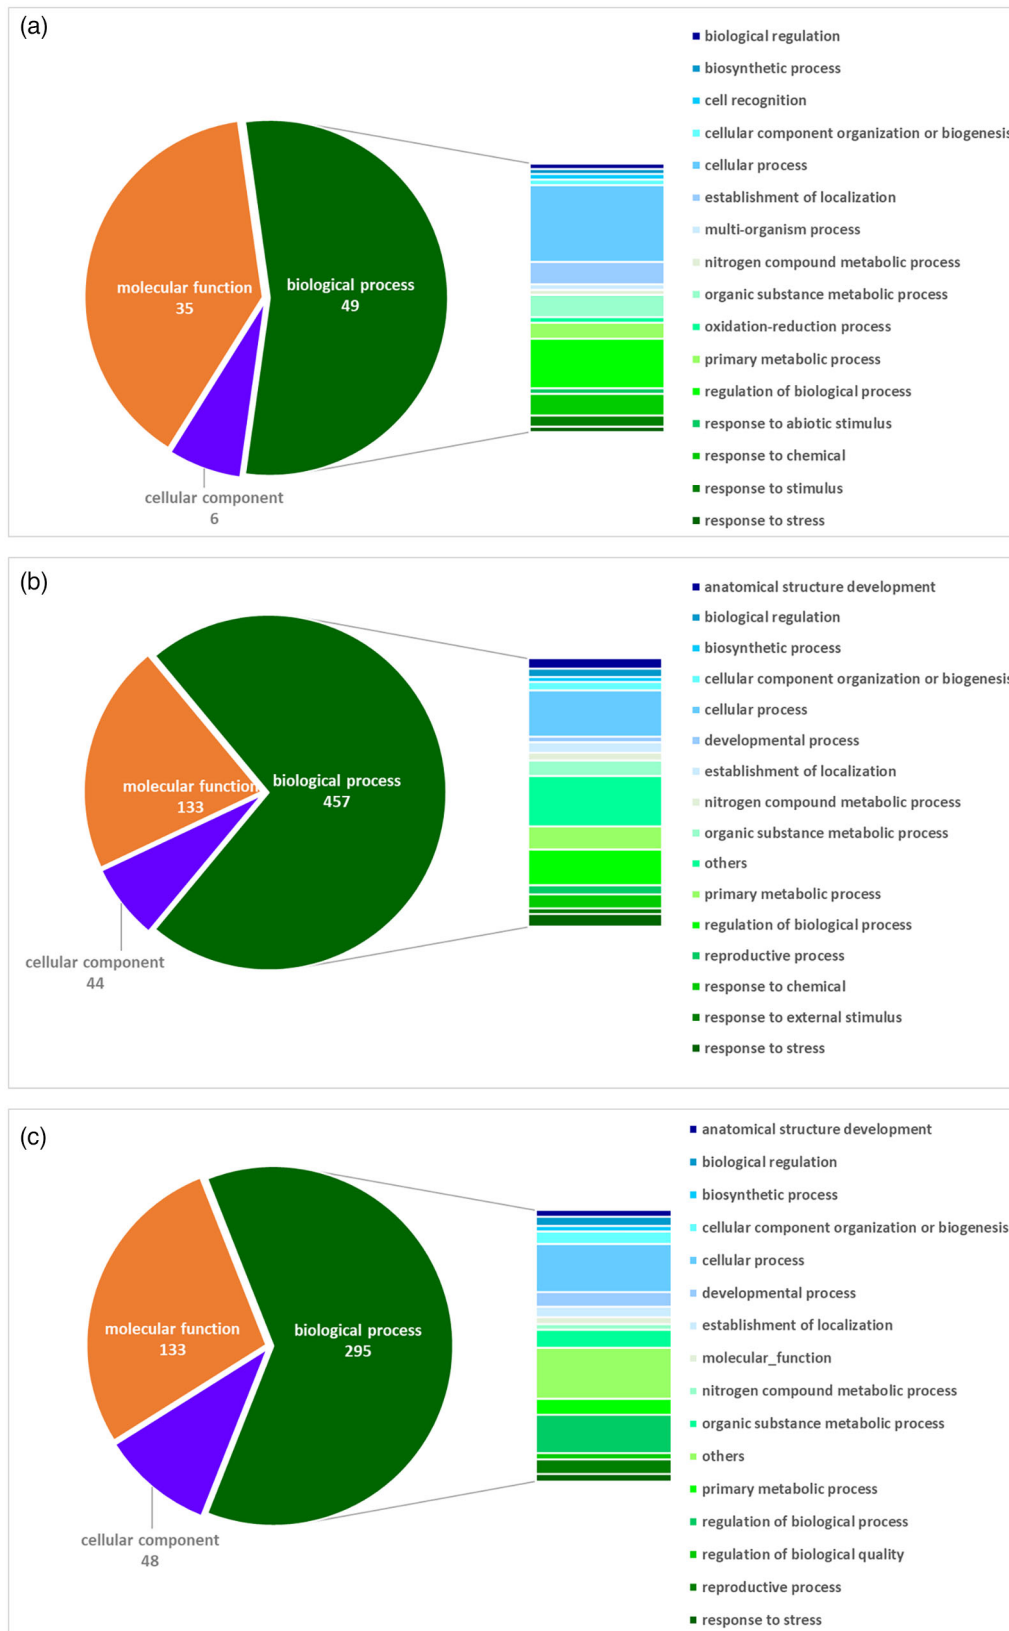 (a)
biological regulation
biosynthetic process
cell recognition
cellular component organization or biogenesis
cellular process
establishment of localization
multi-organism process
nitrogen compound metabolic process
organic substance metabolic process
oxidation-reduction process
primary metabolic process
regulation of biological process
response to abiotic stimulus
response to chemical
response to stimulus
response to stress
molecular function
35
biological process
49
cellular component
6
(b)
anatomical structure development
biological regulation
biosynthetic process
cellular component organization or biogenesis
cellular process
developmental process
establishment of localization
nitrogen compound metabolic process
organic substance metabolic process
others
primary metabolic process
regulation of biological process
reproductive process
response to chemical
response to external stimulus
response to stress
molecular function
133
biological process
457
cellular component
44
(c)
anatomical structure development
biological regulation
biosynthetic process
cellular component organization or biogenesis
cellular process
developmental process
establishment of localization
molecular_function
nitrogen compound metabolic process
organic substance metabolic process
others
primary metabolic process
regulation of biological process
regulation of biological quality
reproductive process
response to stress
molecular function
133
biological process
295
cellular component
48